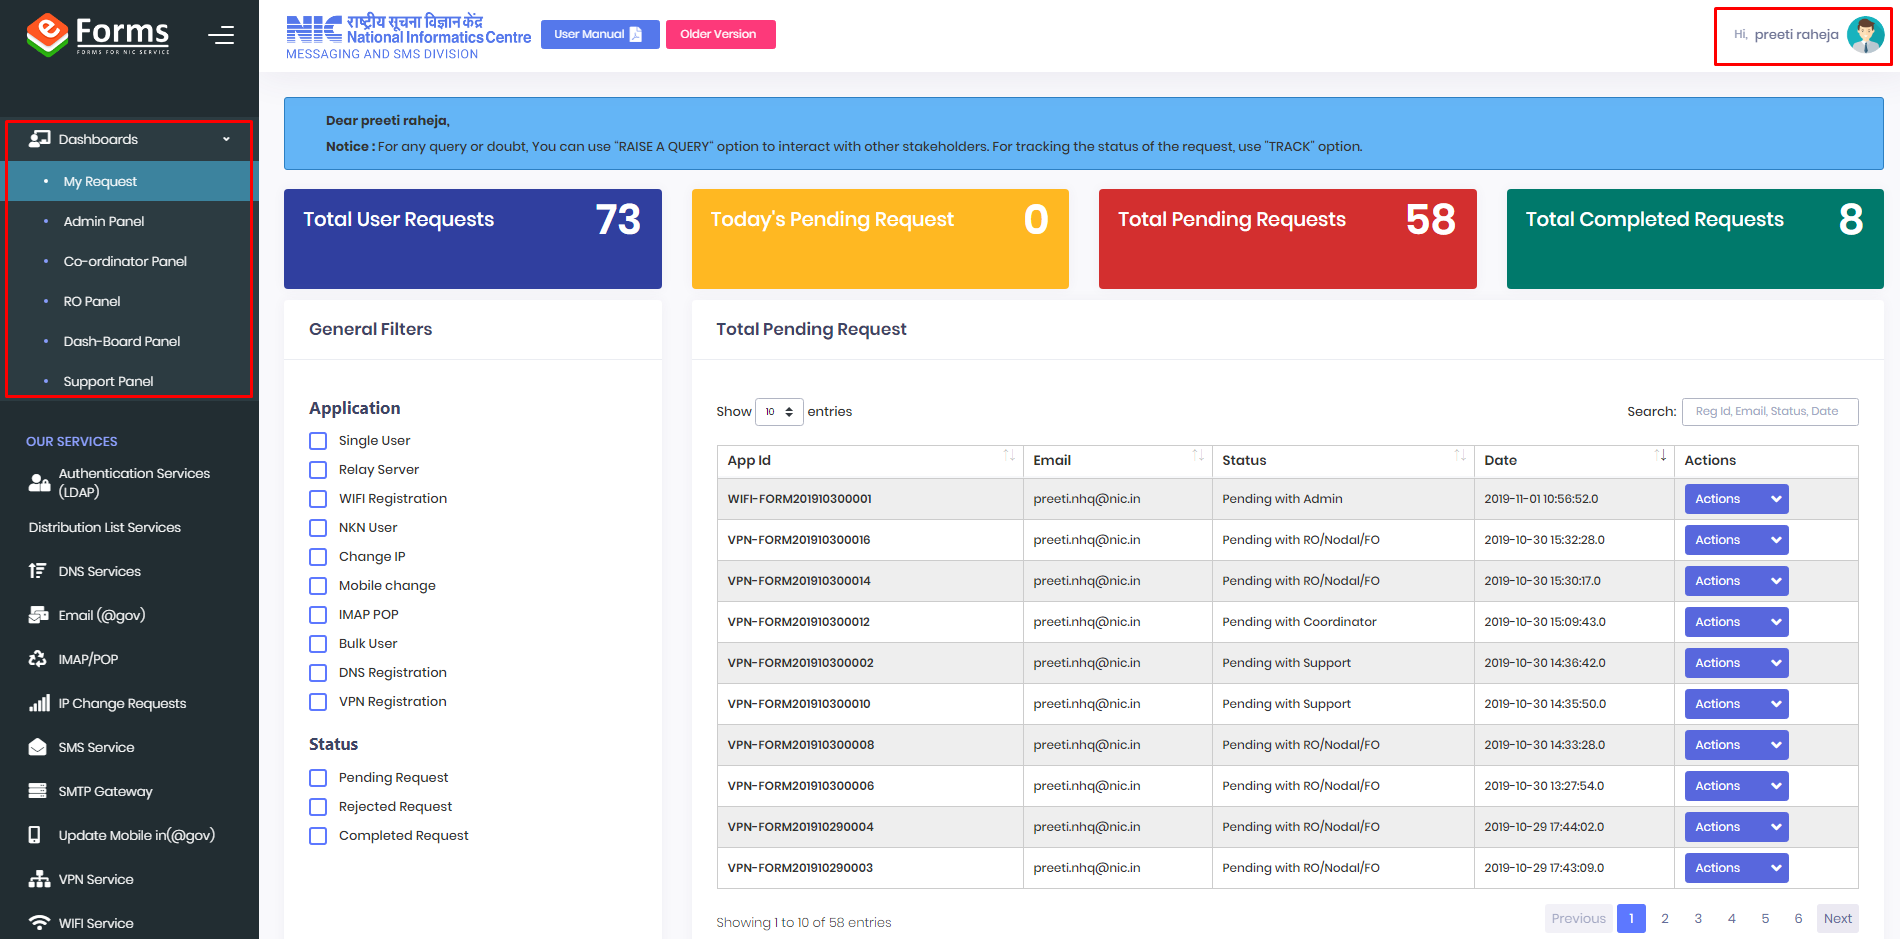 e Forms
FORMS FOR NIC SERVICE
Dashboards
My Request
Admin Panel
Co-ordinator Panel
RO Panel
Dash-Board Panel
Support Panel
OUR SERVICES
Authentication Services
(LDAP)
Distribution List Services
DNS Services
Email (@gov)
IMAP/POP
IP Change Requests
SMS Service
SMTP Gateway
Update Mobile in(@gov)
VPN Service
WIFI Service
NIC राष्ट्रीय सूचना विज्ञान केंद्र
National Informatics Centre
MESSAGING AND SMS DIVISION
User Manual
Older Version
Hi, preeti raheja
Dear preeti raheja,
Notice : For any query or doubt, You can use "RAISE A QUERY" option to interact with other stakeholders. For tracking the status of the request, use "TRACK" option.
Total User Requests 73
Today's Pending Request 0
Total Pending Requests 58
Total Completed Requests 8
General Filters
Application
Single User
Relay Server
WIFI Registration
NKN User
Change IP
Mobile change
IMAP POP
Bulk User
DNS Registration
VPN Registration
Status
Pending Request
Rejected Request
Completed Request
Total Pending Request
Show 10 entries
Search: Reg Id, Email, Status, Date
App Id Email Status Date Actions
WIFI-FORM201910300001 preeti.nhq@nic.in Pending with Admin 2019-11-01 10:56:52.0 Actions
VPN-FORM201910300016 preeti.nhq@nic.in Pending with RO/Nodal/FO 2019-10-30 15:32:28.0 Actions
VPN-FORM201910300014 preeti.nhq@nic.in Pending with RO/Nodal/FO 2019-10-30 15:30:17.0 Actions
VPN-FORM201910300012 preeti.nhq@nic.in Pending with Coordinator 2019-10-30 15:09:43.0 Actions
VPN-FORM201910300002 preeti.nhq@nic.in Pending with Support 2019-10-30 14:36:42.0 Actions
VPN-FORM201910300010 preeti.nhq@nic.in Pending with Support 2019-10-30 14:35:50.0 Actions
VPN-FORM201910300008 preeti.nhq@nic.in Pending with RO/Nodal/FO 2019-10-30 14:33:28.0 Actions
VPN-FORM201910300006 preeti.nhq@nic.in Pending with RO/Nodal/FO 2019-10-30 13:27:54.0 Actions
VPN-FORM201910290004 preeti.nhq@nic.in Pending with RO/Nodal/FO 2019-10-29 17:44:02.0 Actions
VPN-FORM201910290003 preeti.nhq@nic.in Pending with RO/Nodal/FO 2019-10-29 17:43:09.0 Actions
Showing 1 to 10 of 58 entries
Previous 1 2 3 4 5 6 Next